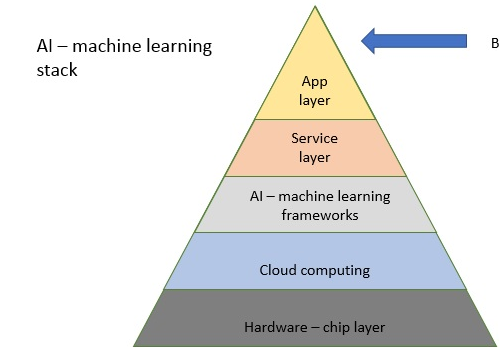 AI – machine learning
stack
B
App
layer
Service
layer
AI – machine learning
frameworks
Cloud computing
Hardware – chip layer